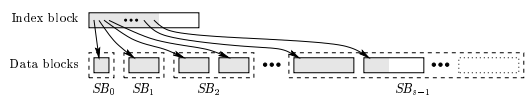 Index block
Data blocks
SB₀ SB₁ SB₂ SBₛ₋₁